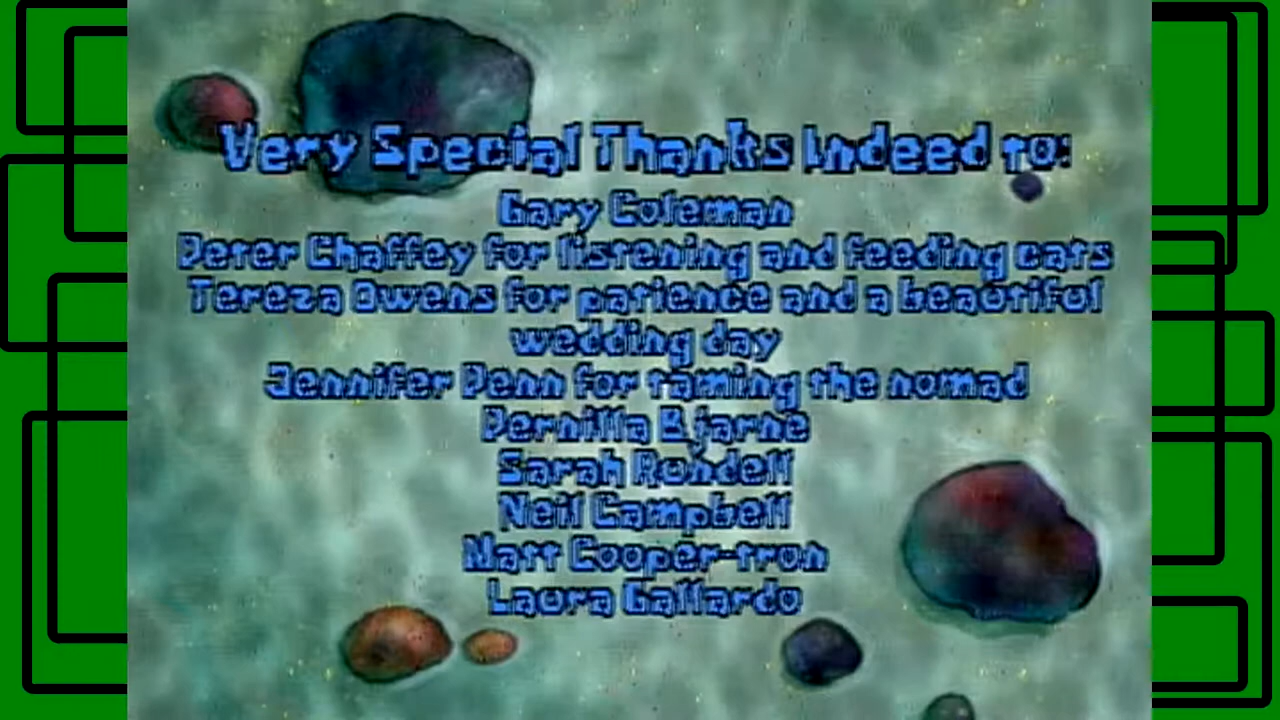 Very Special Thanks Indeed to:
Gary Coleman
Peter Chaffey for listening and feeding cats
Tereza Owens for patience and a beautiful
wedding day
Jennifer Penn for taming the nomad
Pernilla Bjarne
Sarah Rundell
Neil Campbell
Matt Cooper-tron
Laura Gallardo